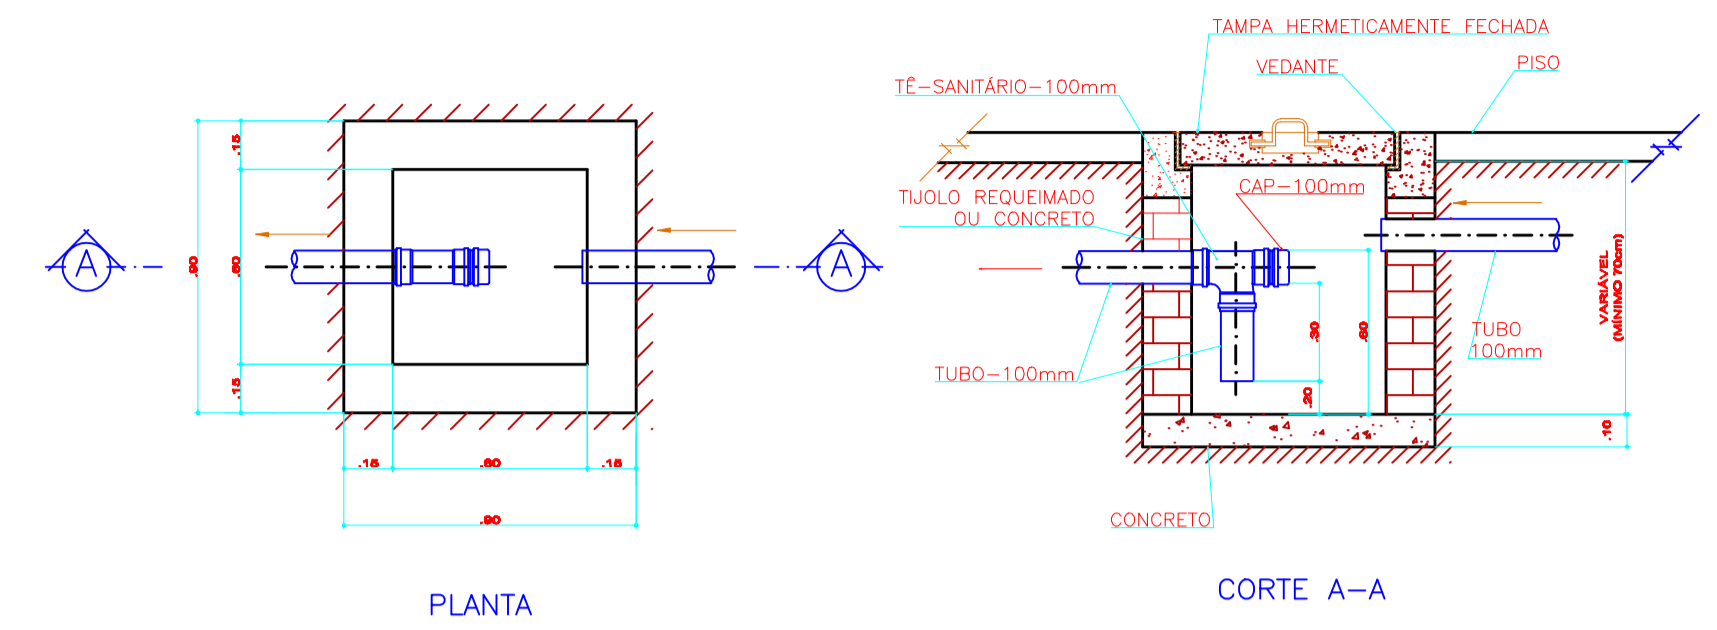 .15
.90
.60
.15
A
A
.15
.60
.15
.90
PLANTA
TAMPA HERMETICAMENTE FECHADA
VEDANTE
PISO
TÊ-SANITÁRIO-100mm
CAP-100mm
TIJOLO REQUEIMADO
OU CONCRETO
VARIÁVEL
(MÍNIMO 70cm)
.30
.60
TUBO
100mm
TUBO-100mm
.20
.10
CONCRETO
CORTE A-A